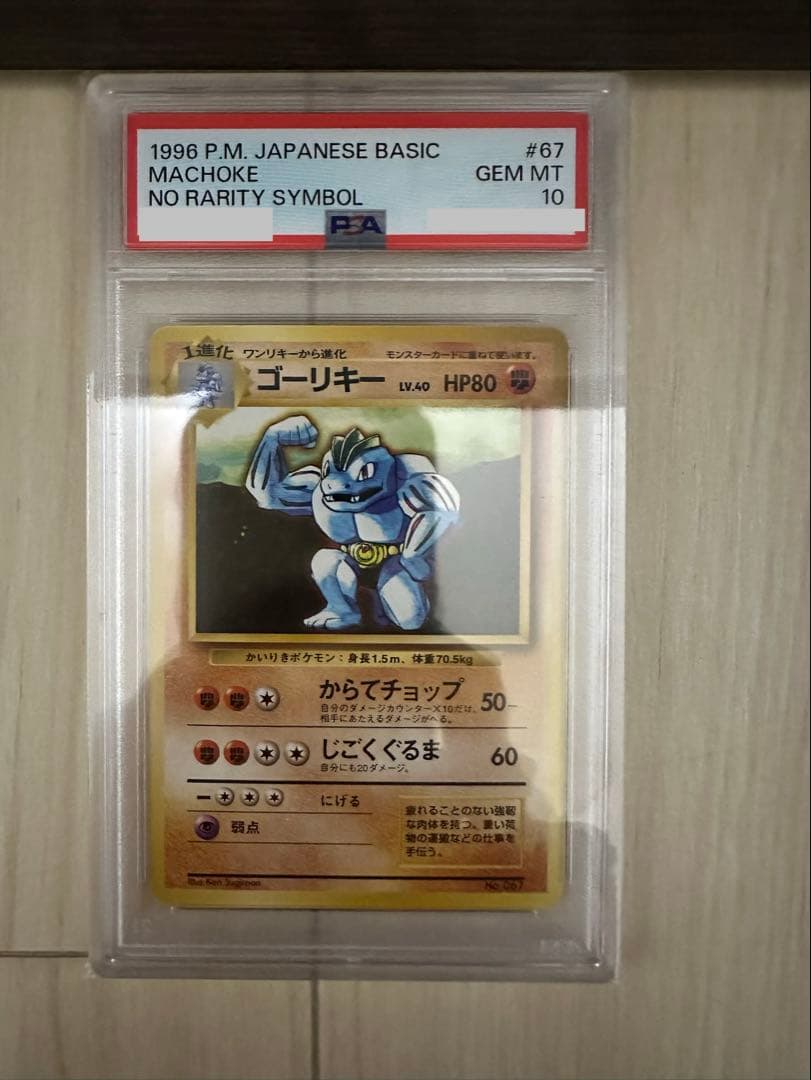 1996 P.M. JAPANESE BASIC #67
MACHOKE GEM MT
NO RARITY SYMBOL 10
PSA
1進化 ワンリキーから進化 モンスターカードに重ねて使います。
ゴーリキー LV.40 HP80
かいりきポケモン：身長1.5m、体重70.5kg
からてチョップ 50−
自分のダメージカウンター×10だけ、
相手にあたえるダメージがへる。
じごくぐるま 60
自分にも20ダメージ。
にげる
弱点
疲れることのない強靭
な肉体を持つ。重い荷
物の運搬などの仕事を
手伝う。
Illus.Ken Sugimori No.067